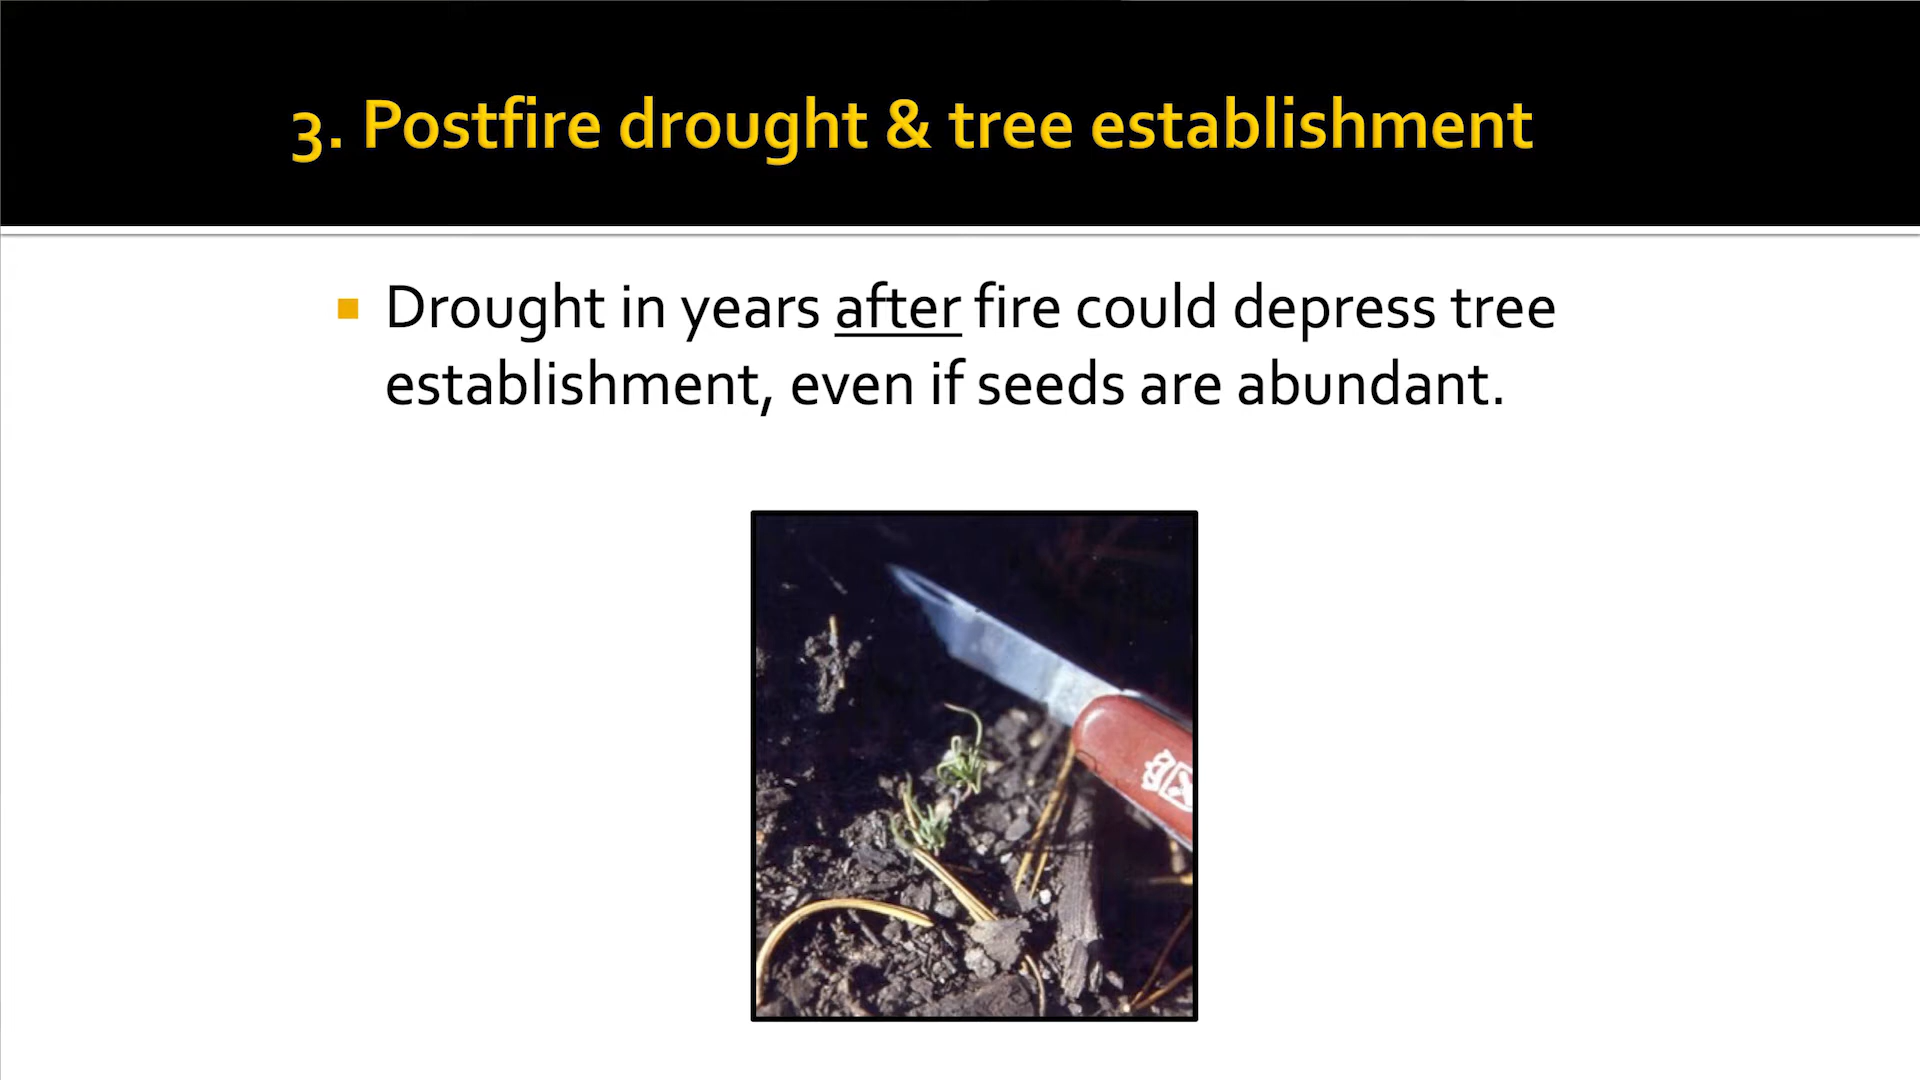 3. Postfire drought & tree establishment
Drought in years after fire could depress tree
establishment, even if seeds are abundant.